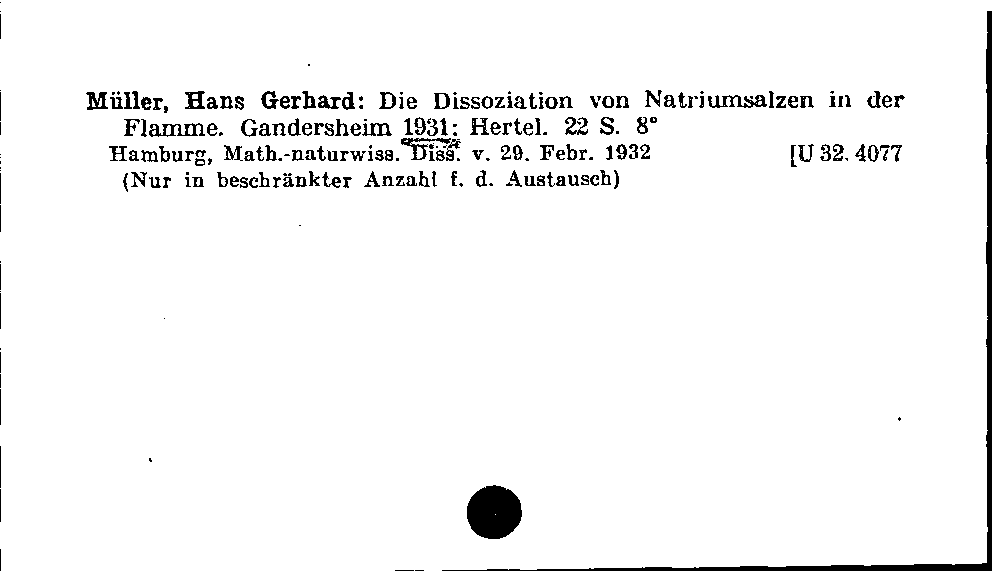 Müller, Hans Gerhard: Die Dissoziation von Natriumsalzen in der
Flamme. Gandersheim 1931: Hertel. 22 S. 8°
Hamburg, Math.-naturwiss. Diss. v. 29. Febr. 1932 [U 32. 4077
(Nur in beschränkter Anzahl f. d. Austausch)